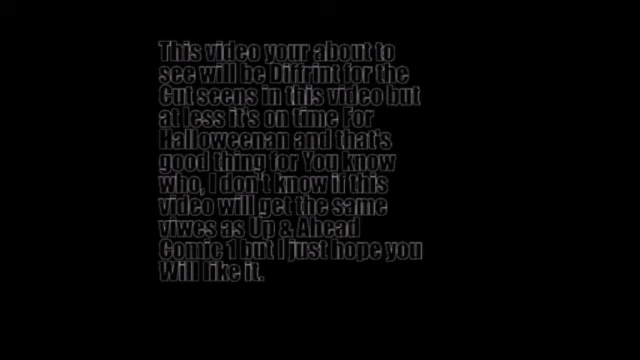 This video your about to
see will be Diffrint for the
Cut seens in this video but
at less it's on time For
Halloweenan and that's
good thing for You know
who, I don't know if this
video will get the same
viwes as Up & Ahead
Comic 1 but I just hope you
Will like it.